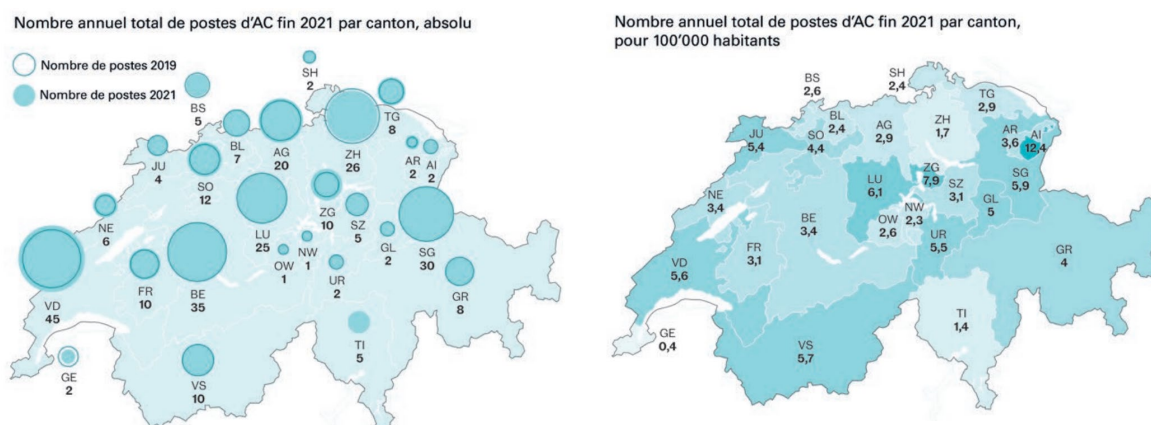 Nombre annuel total de postes d'AC fin 2021 par canton, absolu
Nombre de postes 2019
Nombre de postes 2021
SH
2
BS
5
TG
8
BL
7
AG
20
ZH
26
AR
2
AI
2
JU
4
SO
12
ZG
10
SZ
5
NE
6
LU
25
GL
2
SG
30
OW
1
NW
1
UR
2
GR
8
VD
45
FR
10
BE
35
TI
5
GE
2
VS
10
Nombre annuel total de postes d'AC fin 2021 par canton,
pour 100'000 habitants
BS
2,6
SH
2,4
TG
2,9
BL
2,4
AG
2,9
ZH
1,7
JU
5,4
SO
4,4
AR
3,6
AI
12,4
ZG
7,9
LU
6,1
SZ
3,1
SG
5,9
NE
3,4
GL
5
NW
2,3
BE
3,4
OW
2,6
UR
5,5
FR
3,1
GR
4
VD
5,6
TI
1,4
GE
0,4
VS
5,7